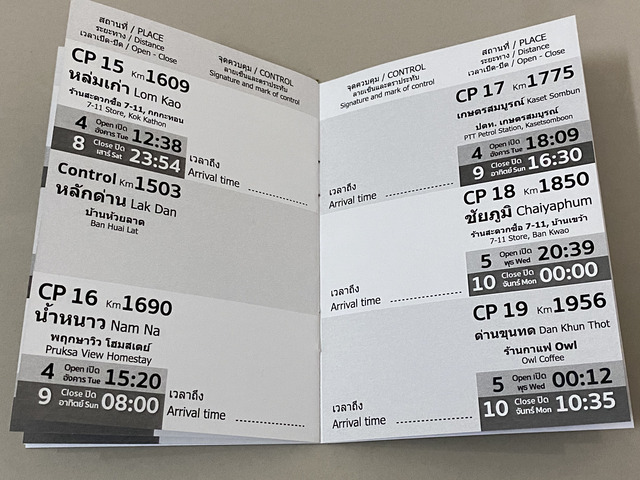 สถานที่ / PLACE
ระยะทาง / Distance
เวลาเปิด-ปิด / Open - Close
จุดควบคุม / CONTROL
ลายเซ็นและตราประทับ
Signature and mark of control
CP 15 Km1609
หล่มเก่า Lom Kao
ร้านสะดวกซื้อ 7-11, กกกะทอน
7-11 Store, Kok Kathon
4 Open เปิด อังคาร Tue 12:38
8 Close ปิด เสาร์ Sat 23:54
เวลาถึง
Arrival time
Control Km1503
หลักด่าน Lak Dan
บ้านห้วยลาด
Ban Huai Lat
CP 16 Km1690
น้ำหนาว Nam Na
พฤกษาวิว โฮมสเตย์
Pruksa View Homestay
4 Open เปิด อังคาร Tue 15:20
9 Close ปิด อาทิตย์ Sun 08:00
เวลาถึง
Arrival time
จุดควบคุม / CONTROL
ลายเซ็นและตราประทับ
Signature and mark of control
สถานที่ / PLACE
ระยะทาง / Distance
เวลาเปิด-ปิด / Open - Close
CP 17 Km1775
เกษตรสมบูรณ์ Kaset Sombun
ปตท. เกษตรสมบูรณ์
PTT Petrol Station, Kasetsomboon
4 Open เปิด อังคาร Tue 18:09
9 Close ปิด อาทิตย์ Sun 16:30
เวลาถึง
Arrival time
CP 18 Km1850
ชัยภูมิ Chaiyaphum
ร้านสะดวกซื้อ 7-11, บ้านเขว้า
7-11 Store, Ban Kwao
5 Open เปิด พุธ Wed 20:39
10 Close ปิด จันทร์ Mon 00:00
เวลาถึง
Arrival time
CP 19 Km1956
ด่านขุนทด Dan Khun Thot
ร้านกาแฟ Owl
Owl Coffee
5 Open เปิด พุธ Wed 00:12
10 Close ปิด จันทร์ Mon 10:35
เวลาถึง
Arrival time